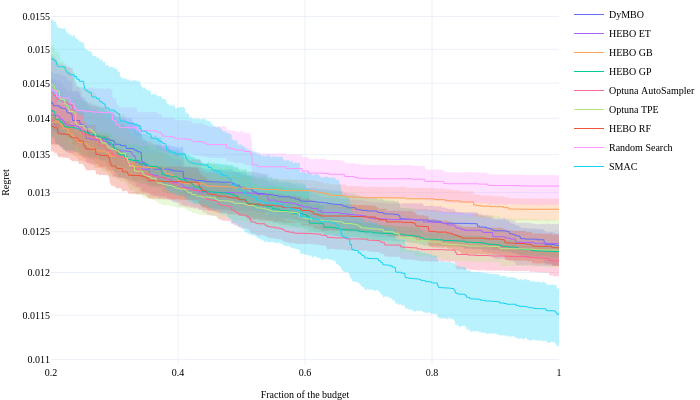 0.0155
0.015
0.0145
0.014
0.0135
0.013
0.0125
0.012
0.0115
0.011
Regret
0.2
0.4
0.6
0.8
1
Fraction of the budget
DyMBO
HEBO ET
HEBO GB
HEBO GP
Optuna AutoSampler
Optuna TPE
HEBO RF
Random Search
SMAC